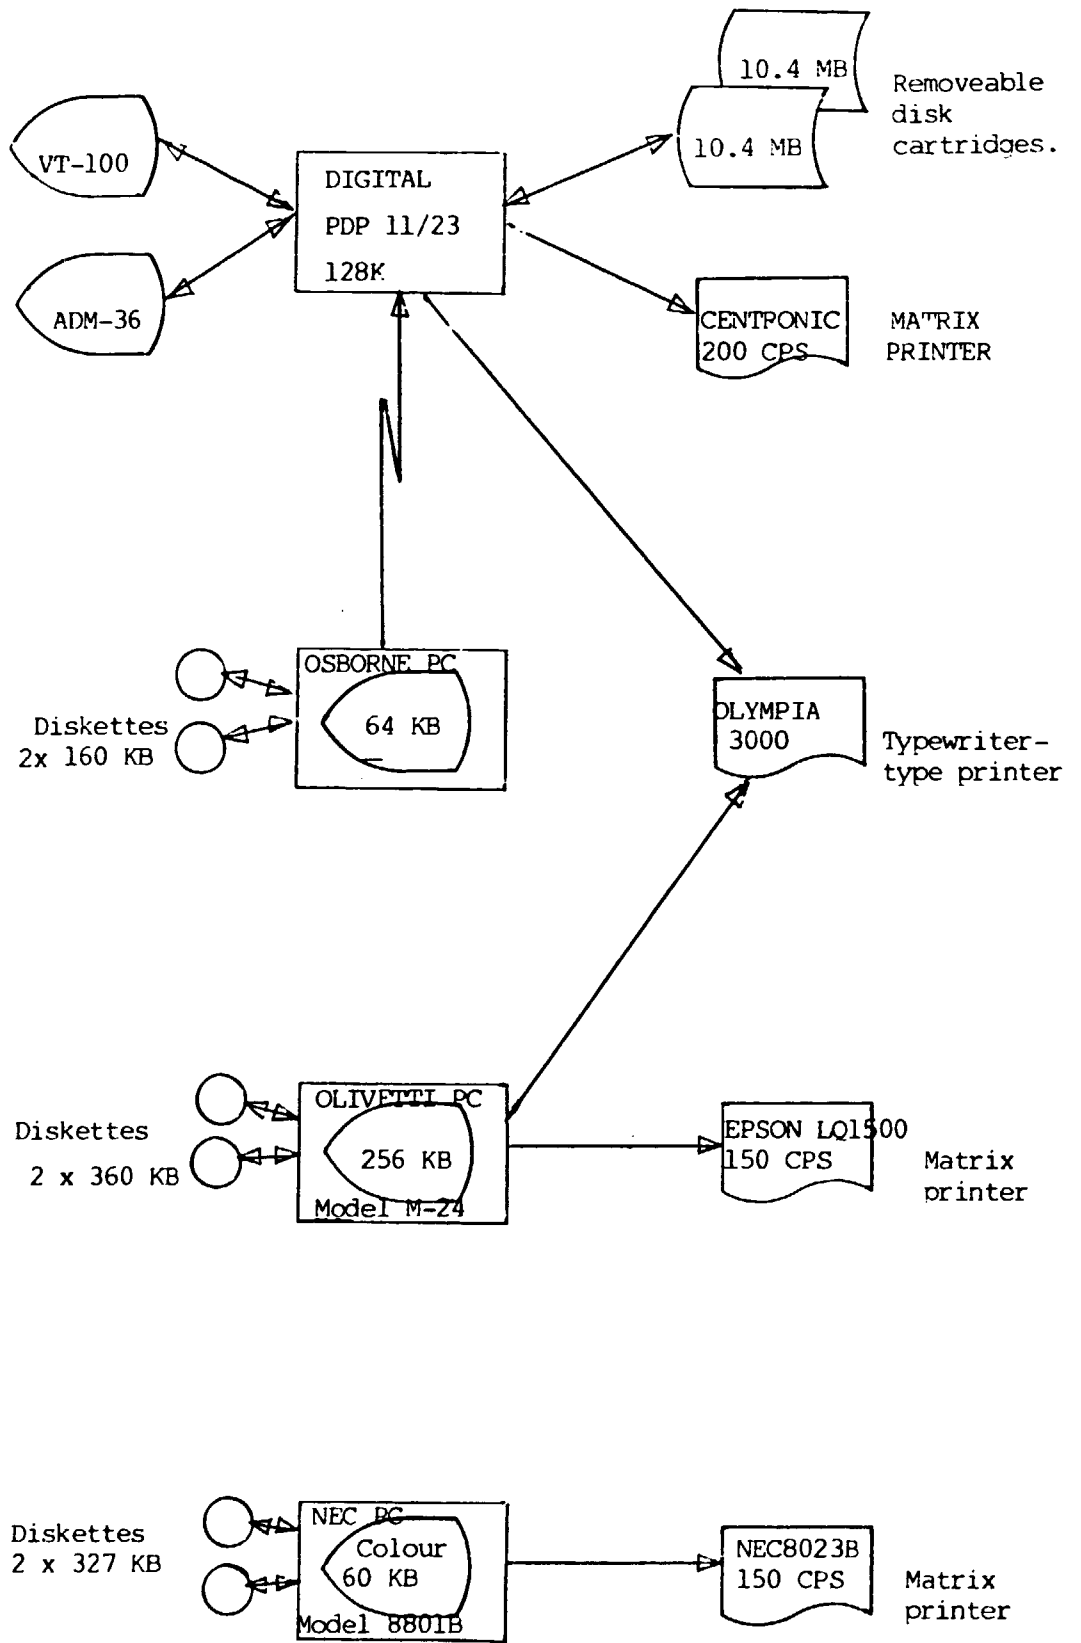 10.4 MB
10.4 MB
Removeable
disk
cartridges.
VT-100
DIGITAL
PDP 11/23
128K
ADM-36
CENTRONIC
200 CPS
MATRIX
PRINTER
OSBORNE PC
64 KB
Diskettes
2x 160 KB
OLYMPIA
3000
Typewriter-
type printer
OLIVETTI PC
256 KB
Model M-24
Diskettes
2 x 360 KB
EPSON LQ1500
150 CPS
Matrix
printer
NEC PC
Colour
60 KB
Model 8801B
Diskettes
2 x 327 KB
NEC8023B
150 CPS
Matrix
printer